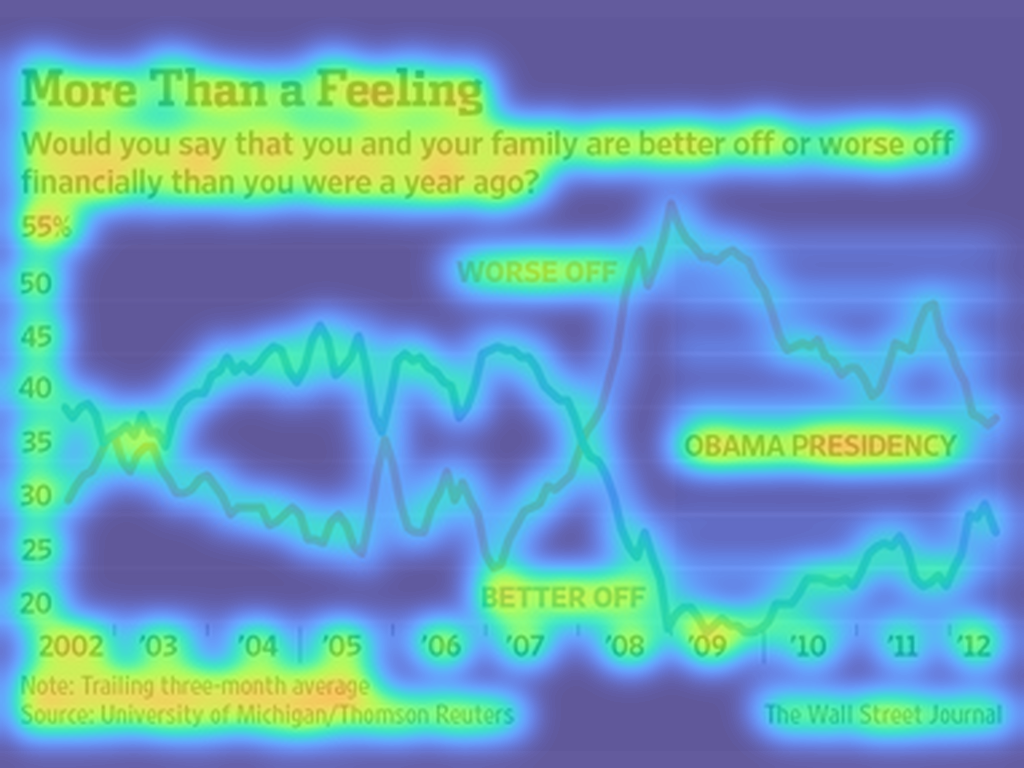 More Than a Feeling
Would you say that you and your family are better off or worse off
financially than you were a year ago?
55%
50
WORSE OFF
45
40
35
OBAMA PRESIDENCY
30
25
20
BETTER OFF
2002 '03 '04 '05 '06 '07 '08 '09 '10 '11 '12
Note: Trailing three-month average
Source: University of Michigan/Thomson Reuters
The Wall Street Journal